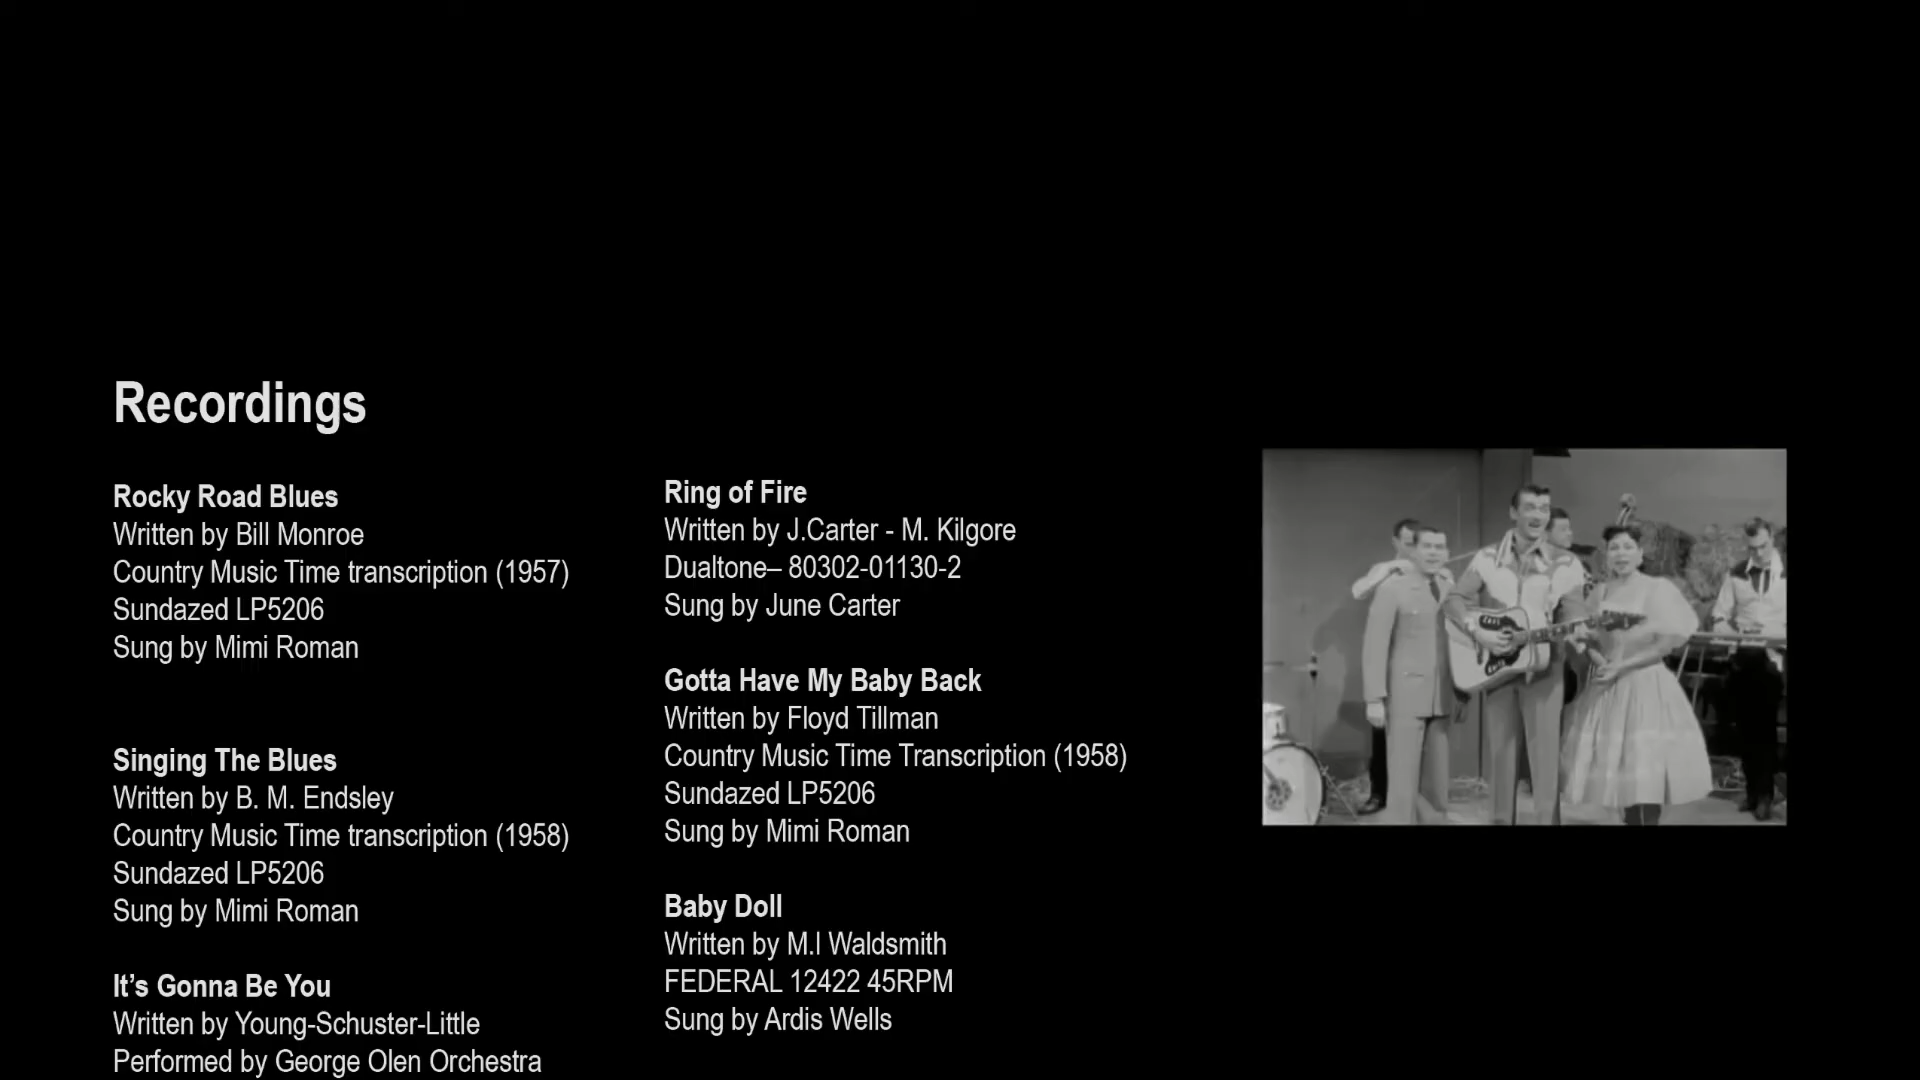 Recordings
Rocky Road Blues
Written by Bill Monroe
Country Music Time transcription (1957)
Sundazed LP5206
Sung by Mimi Roman
Singing The Blues
Written by B. M. Endsley
Country Music Time transcription (1958)
Sundazed LP5206
Sung by Mimi Roman
It’s Gonna Be You
Written by Young-Schuster-Little
Performed by George Olen Orchestra
Ring of Fire
Written by J.Carter - M. Kilgore
Dualtone– 80302-01130-2
Sung by June Carter
Gotta Have My Baby Back
Written by Floyd Tillman
Country Music Time Transcription (1958)
Sundazed LP5206
Sung by Mimi Roman
Baby Doll
Written by M.l Waldsmith
FEDERAL 12422 45RPM
Sung by Ardis Wells